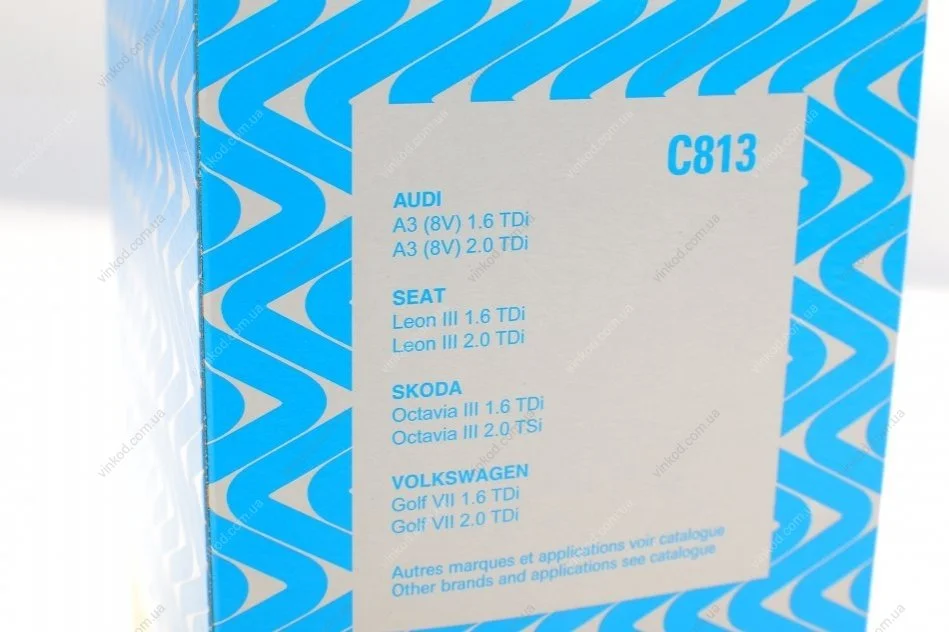 C813
AUDI
A3 (8V) 1.6 TDi
A3 (8V) 2.0 TDi
SEAT
Leon III 1.6 TDi
Leon III 2.0 TDi
SKODA
Octavia III 1.6 TDi
Octavia III 2.0 TSi
VOLKSWAGEN
Golf VII 1.6 TDi
Golf VII 2.0 TDi
Autres marques et applications voir catalogue
Other brands and applications see catalogue
vinkod.com.ua